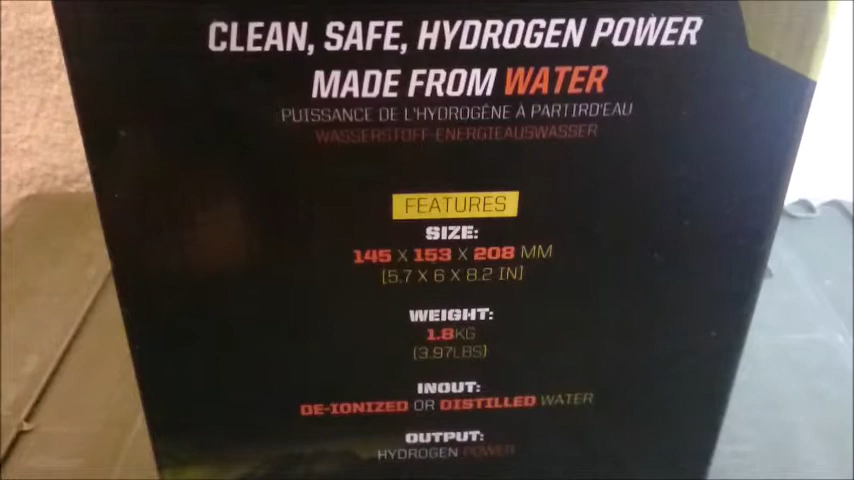 CLEAN, SAFE, HYDROGEN POWER
MADE FROM WATER
PUISSANCE DE L'HYDROGÈNE À PARTIRD'EAU
WASSERSTOFF-ENERGIEAUSWASSER
FEATURES
SIZE:
145 X 153 X 208 MM
[5.7 X 6 X 8.2 IN]
WEIGHT:
1.8KG
(3.97LBS)
INOUT:
DE-IONIZED OR DISTILLED WATER
OUTPUT:
HYDROGEN POWER